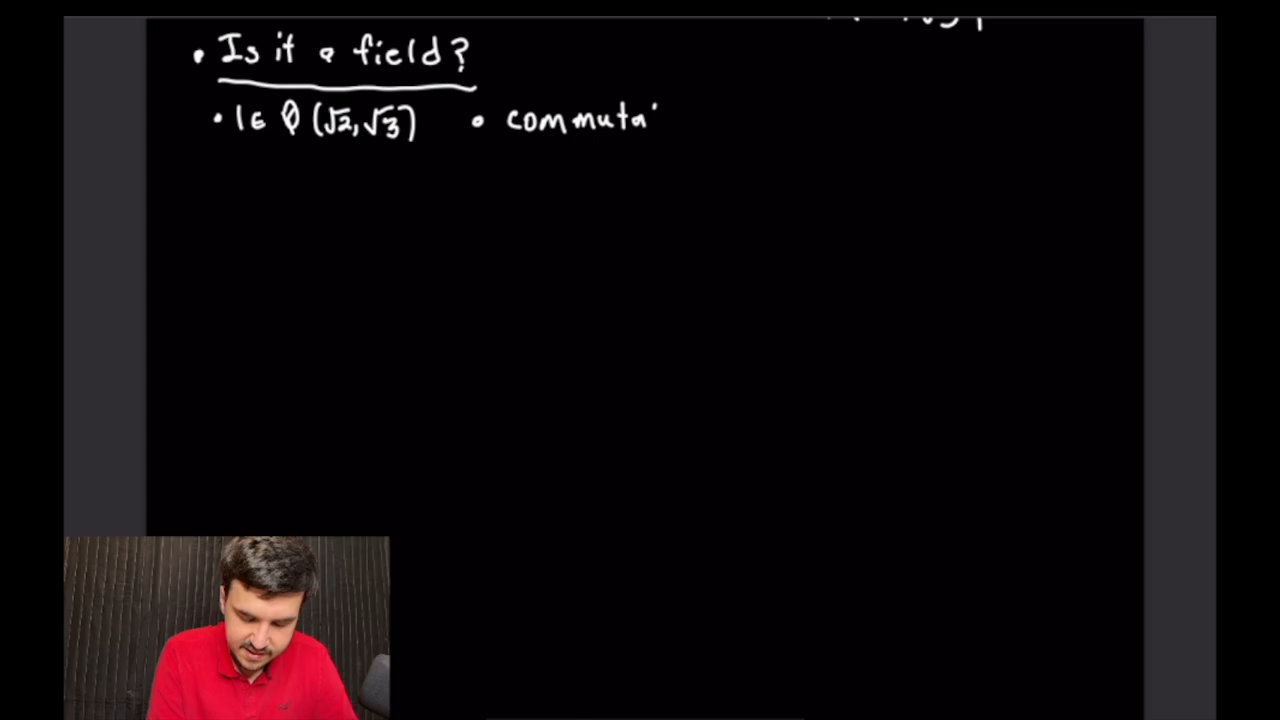 • Is it a field?
• 1 ∈ ℚ(√2, √3) • commuta